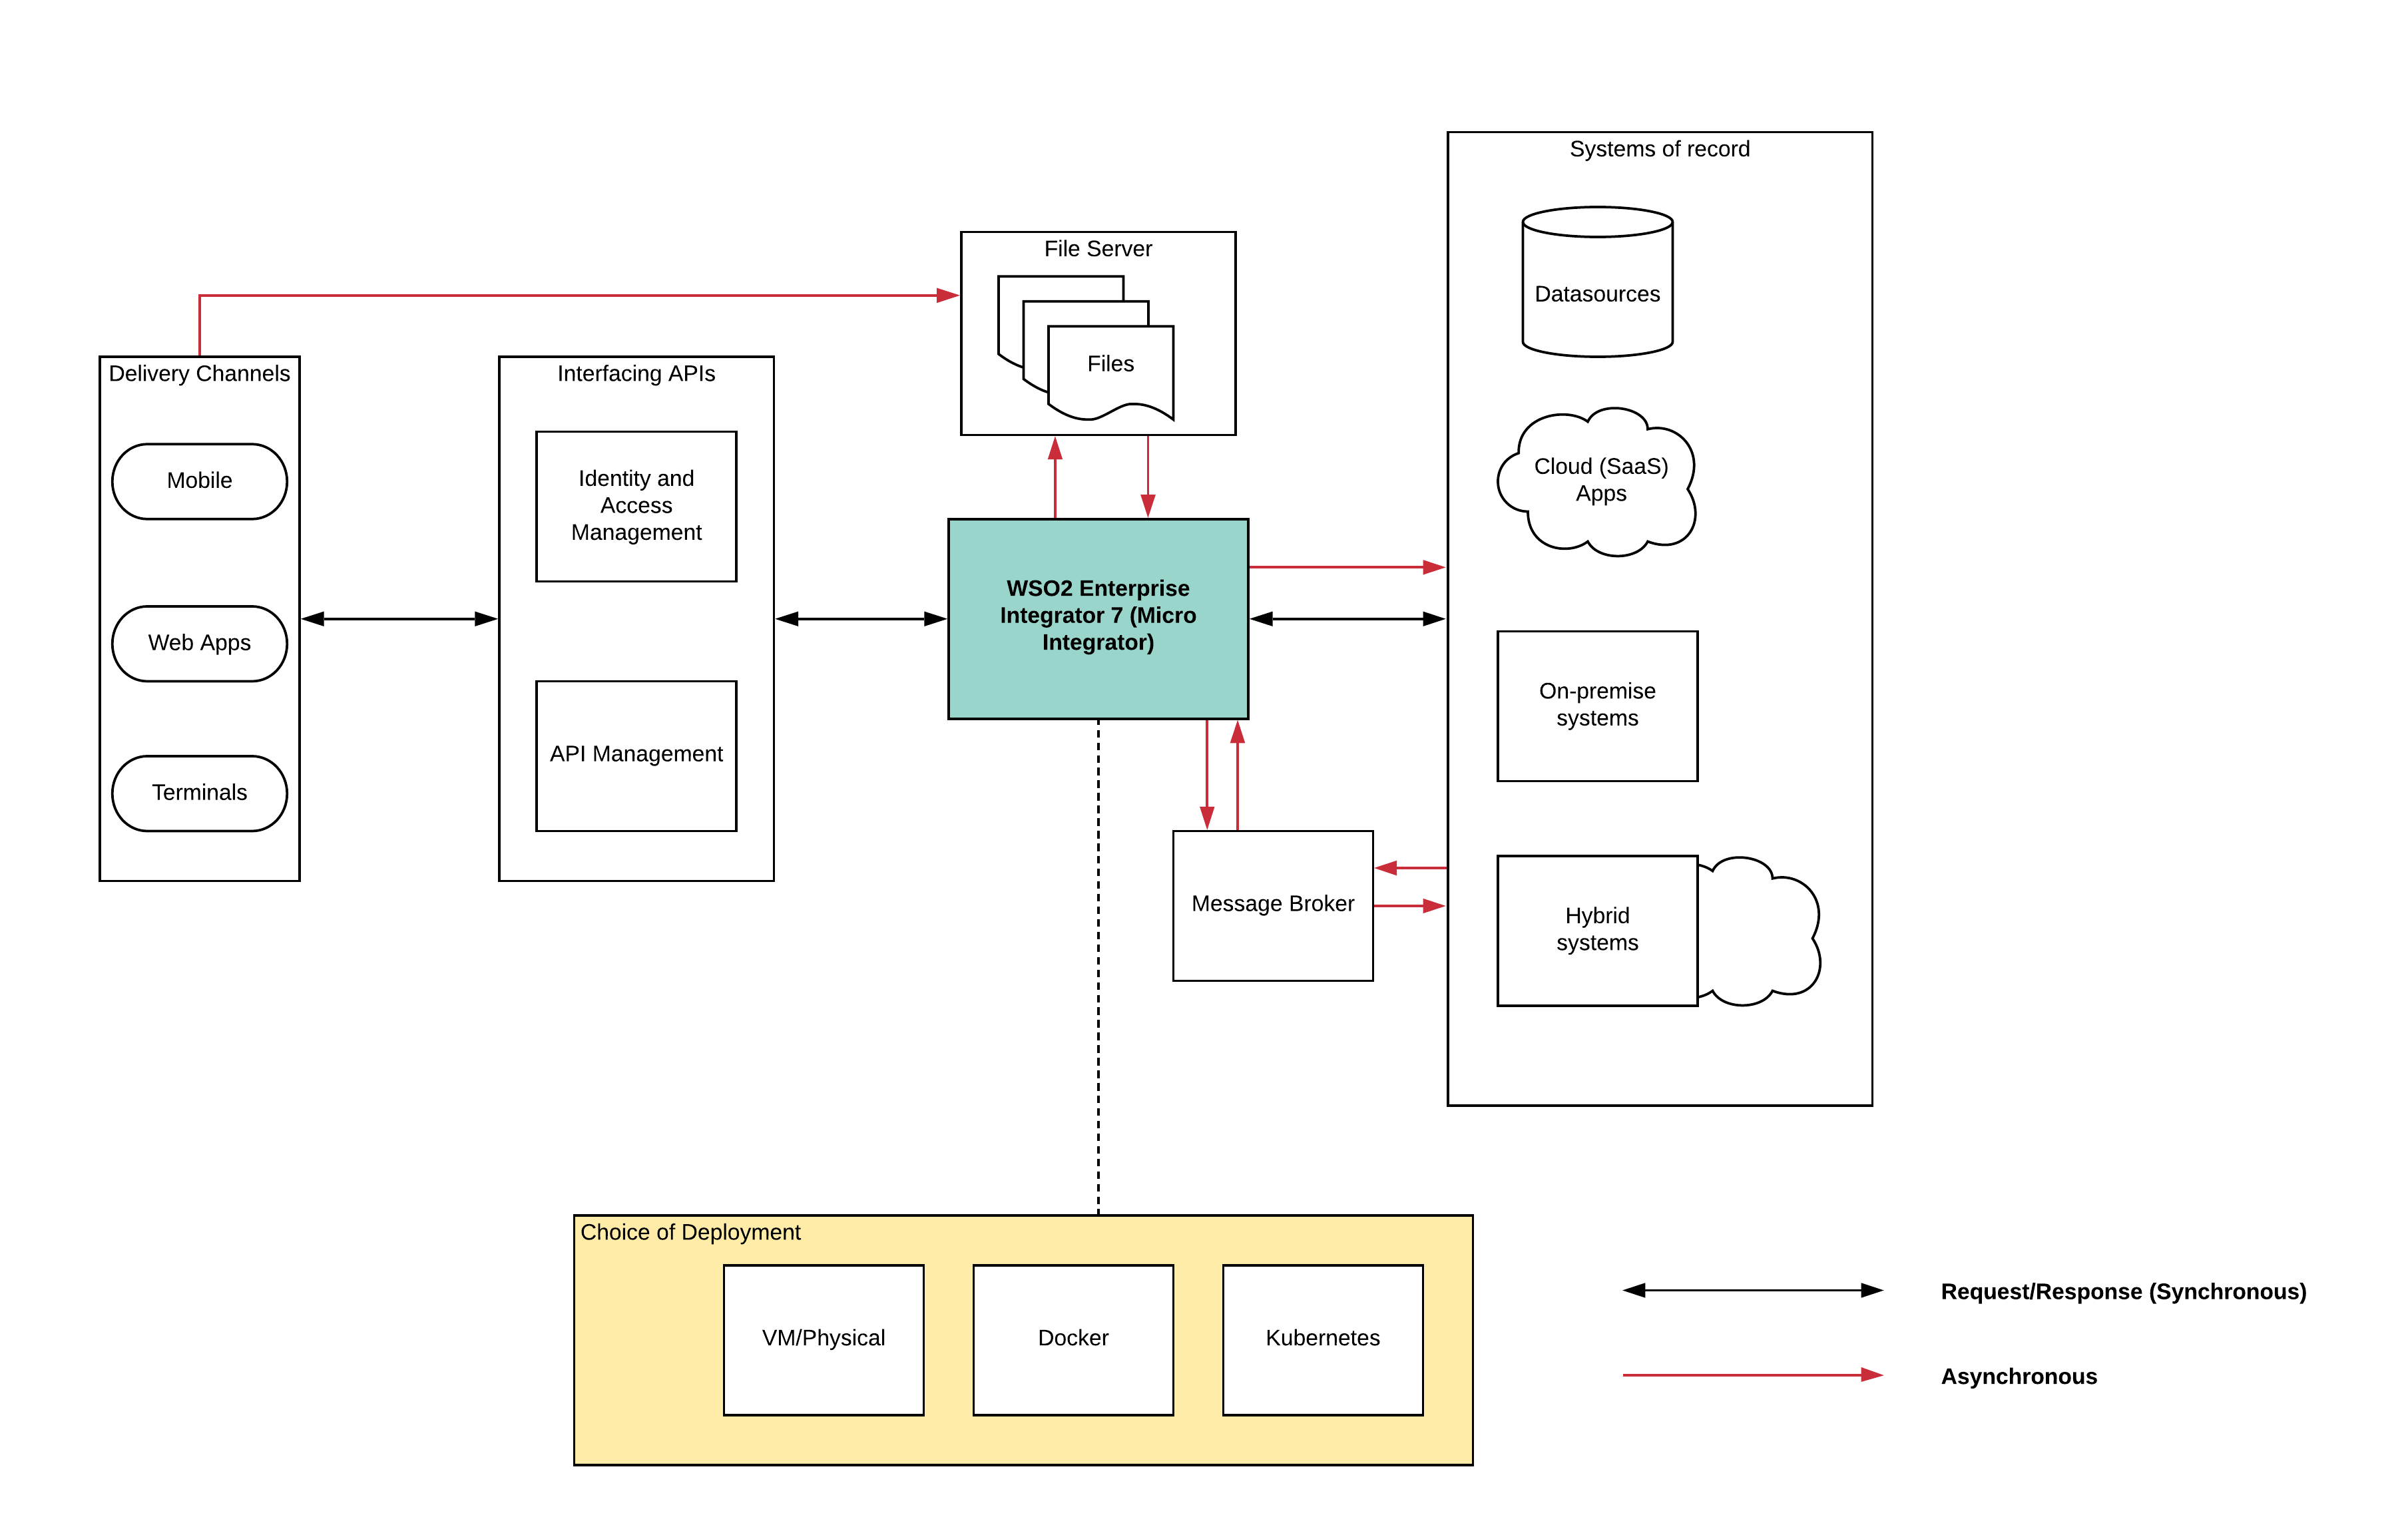 Systems of record
Datasources
Cloud (SaaS)
Apps
On-premise
systems
Hybrid
systems
File Server
Files
Delivery Channels
Mobile
Web Apps
Terminals
Interfacing APIs
Identity and
Access
Management
API Management
WSO2 Enterprise
Integrator 7 (Micro
Integrator)
Message Broker
Choice of Deployment
VM/Physical
Docker
Kubernetes
Request/Response (Synchronous)
Asynchronous